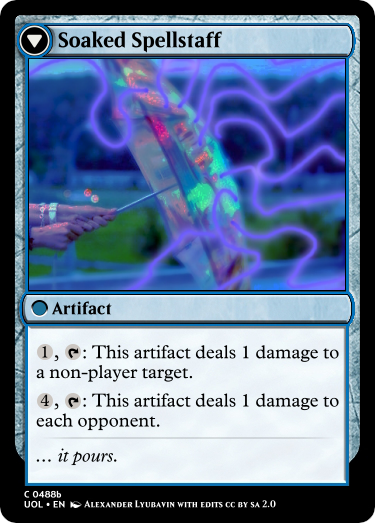 Soaked Spellstaff
Artifact
1, T: This artifact deals 1 damage to
a non-player target.
4, T: This artifact deals 1 damage to
each opponent.
… it pours.
C 0488b
UOL • EN ALEXANDER LYUBAVIN WITH EDITS CC BY SA 2.0